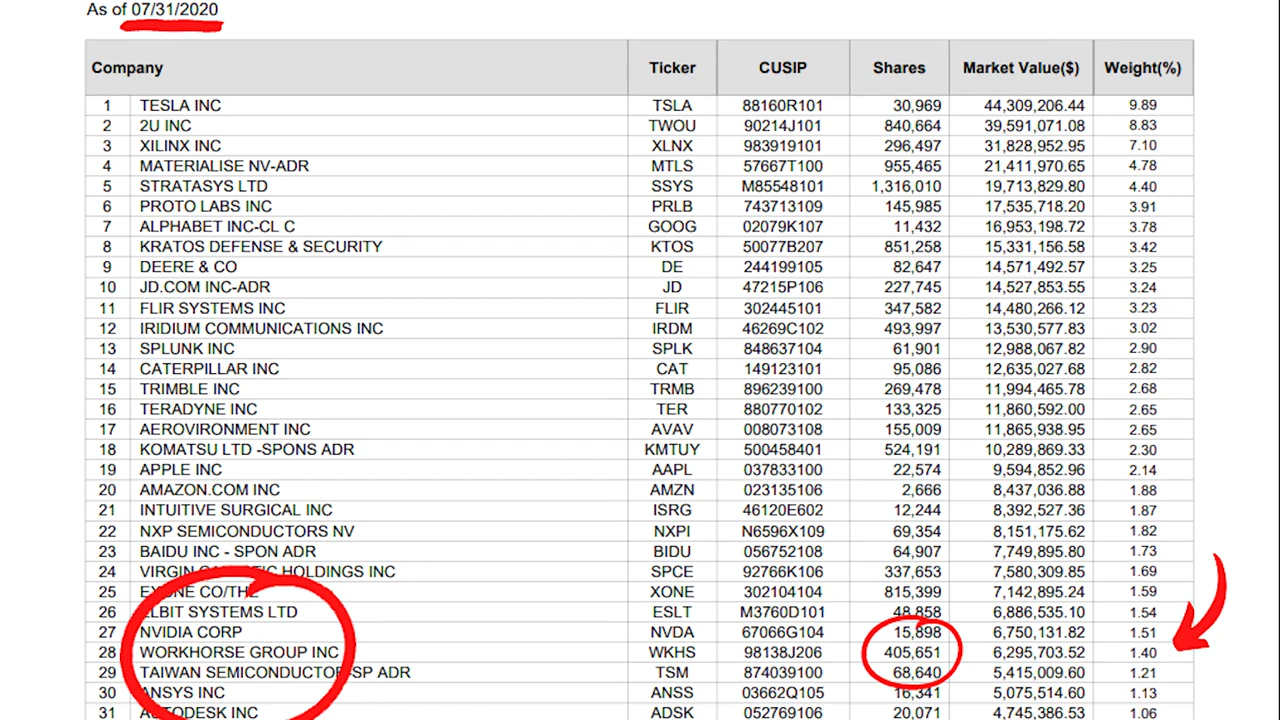 As of 07/31/2020
Company Ticker CUSIP Shares Market Value($) Weight(%)
1 TESLA INC TSLA 88160R101 30,969 44,309,206.44 9.89
2 2U INC TWOU 90214J101 840,664 39,591,071.08 8.83
3 XILINX INC XLNX 983919101 296,497 31,828,952.95 7.10
4 MATERIALISE NV-ADR MTLS 57667T100 955,465 21,411,970.65 4.78
5 STRATASYS LTD SSYS M85548101 1,316,010 19,713,829.80 4.40
6 PROTO LABS INC PRLB 743713109 145,985 17,535,718.20 3.91
7 ALPHABET INC-CL C GOOG 02079K107 11,432 16,953,198.72 3.78
8 KRATOS DEFENSE & SECURITY KTOS 50077B207 851,258 15,331,156.58 3.42
9 DEERE & CO DE 244199105 82,647 14,571,492.57 3.25
10 JD.COM INC-ADR JD 47215P106 227,745 14,527,853.55 3.24
11 FLIR SYSTEMS INC FLIR 302445101 347,582 14,480,266.12 3.23
12 IRIDIUM COMMUNICATIONS INC IRDM 46269C102 493,997 13,530,577.83 3.02
13 SPLUNK INC SPLK 848637104 61,901 12,988,067.82 2.90
14 CATERPILLAR INC CAT 149123101 95,086 12,635,027.68 2.82
15 TRIMBLE INC TRMB 896239100 269,478 11,994,465.78 2.68
16 TERADYNE INC TER 880770102 133,325 11,860,592.00 2.65
17 AEROVIRONMENT INC AVAV 008073108 155,009 11,865,938.95 2.65
18 KOMATSU LTD -SPONS ADR KMTUY 500458401 524,191 10,289,869.33 2.30
19 APPLE INC AAPL 037833100 22,574 9,594,852.96 2.14
20 AMAZON.COM INC AMZN 023135106 2,666 8,437,036.88 1.88
21 INTUITIVE SURGICAL INC ISRG 46120E602 12,244 8,392,527.36 1.87
22 NXP SEMICONDUCTORS NV NXPI N6596X109 69,354 8,151,175.62 1.82
23 BAIDU INC - SPON ADR BIDU 056752108 64,907 7,749,895.80 1.73
24 VIRGIN HOLDINGS INC SPCE 92766K106 337,653 7,580,309.85 1.69
25 CO/THE XONE 302104104 815,399 7,142,895.24 1.59
26 ELBIT SYSTEMS LTD ESLT M3760D101 48,858 6,886,535.10 1.54
27 NVIDIA CORP NVDA 67066G104 15,898 6,750,131.82 1.51
28 WORKHORSE GROUP INC WKHS 98138J206 405,651 6,295,703.52 1.40
29 TAIWAN SEMICONDUCTOR-SP ADR TSM 874039100 68,640 5,415,009.60 1.21
30 ANSYS INC ANSS 03662Q105 16,341 5,075,514.60 1.13
31 AUTODESK INC ADSK 052769106 20,071 4,745,386.53 1.06